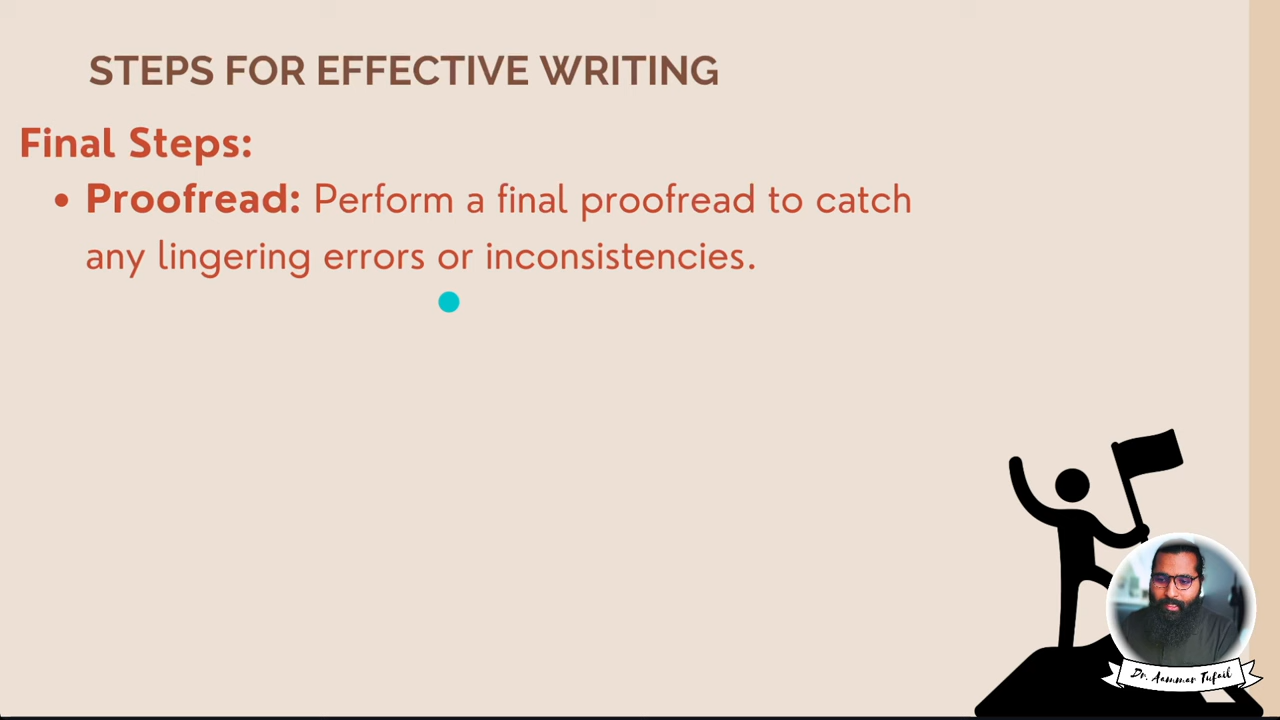 STEPS FOR EFFECTIVE WRITING
Final Steps:
• Proofread: Perform a final proofread to catch
any lingering errors or inconsistencies.
Dr. Aammar Tufail